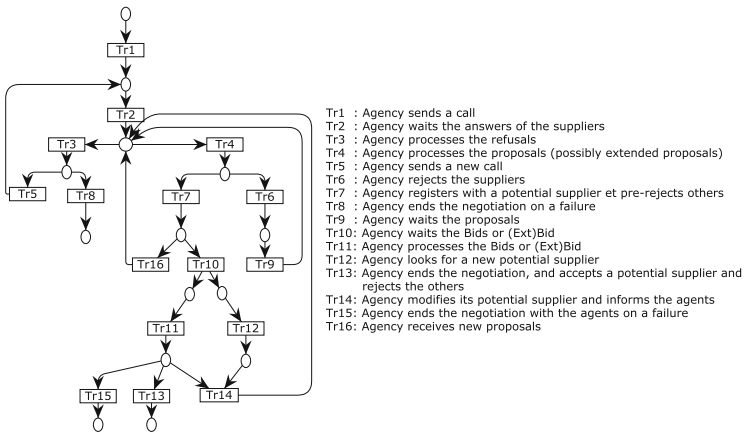 Tr1
Tr2
Tr3
Tr4
Tr5
Tr8
Tr7
Tr6
Tr16
Tr10
Tr9
Tr11
Tr12
Tr15
Tr13
Tr14
Tr1 : Agency sends a call
Tr2 : Agency waits the answers of the suppliers
Tr3 : Agency processes the refusals
Tr4 : Agency processes the proposals (possibly extended proposals)
Tr5 : Agency sends a new call
Tr6 : Agency rejects the suppliers
Tr7 : Agency registers with a potential supplier et pre-rejects others
Tr8 : Agency ends the negotiation on a failure
Tr9 : Agency waits the proposals
Tr10: Agency waits the Bids or (Ext)Bid
Tr11: Agency processes the Bids or (Ext)Bid
Tr12: Agency looks for a new potential supplier
Tr13: Agency ends the negotiation, and accepts a potential supplier and
rejects the others
Tr14: Agency modifies its potential supplier and informs the agents
Tr15: Agency ends the negotiation with the agents on a failure
Tr16: Agency receives new proposals